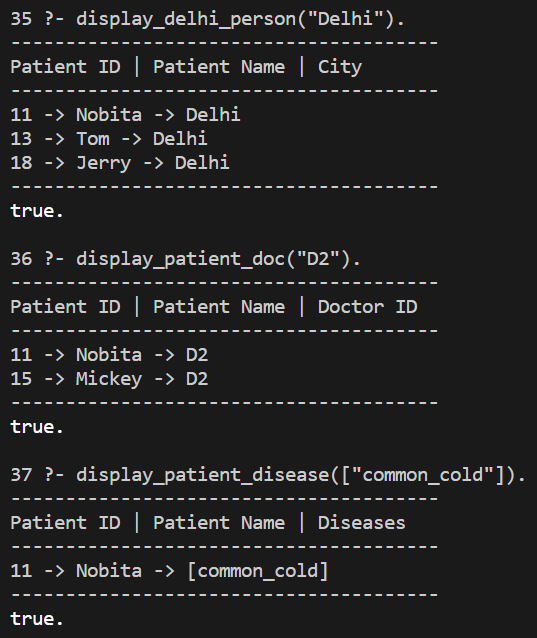 35 ?- display_delhi_person("Delhi").
---------------------------------------
Patient ID | Patient Name | City
---------------------------------------
11 -> Nobita -> Delhi
13 -> Tom -> Delhi
18 -> Jerry -> Delhi
---------------------------------------
true.

36 ?- display_patient_doc("D2").
---------------------------------------
Patient ID | Patient Name | Doctor ID
---------------------------------------
11 -> Nobita -> D2
15 -> Mickey -> D2
---------------------------------------
true.

37 ?- display_patient_disease(["common_cold"]).
---------------------------------------
Patient ID | Patient Name | Diseases
---------------------------------------
11 -> Nobita -> [common_cold]
---------------------------------------
true.